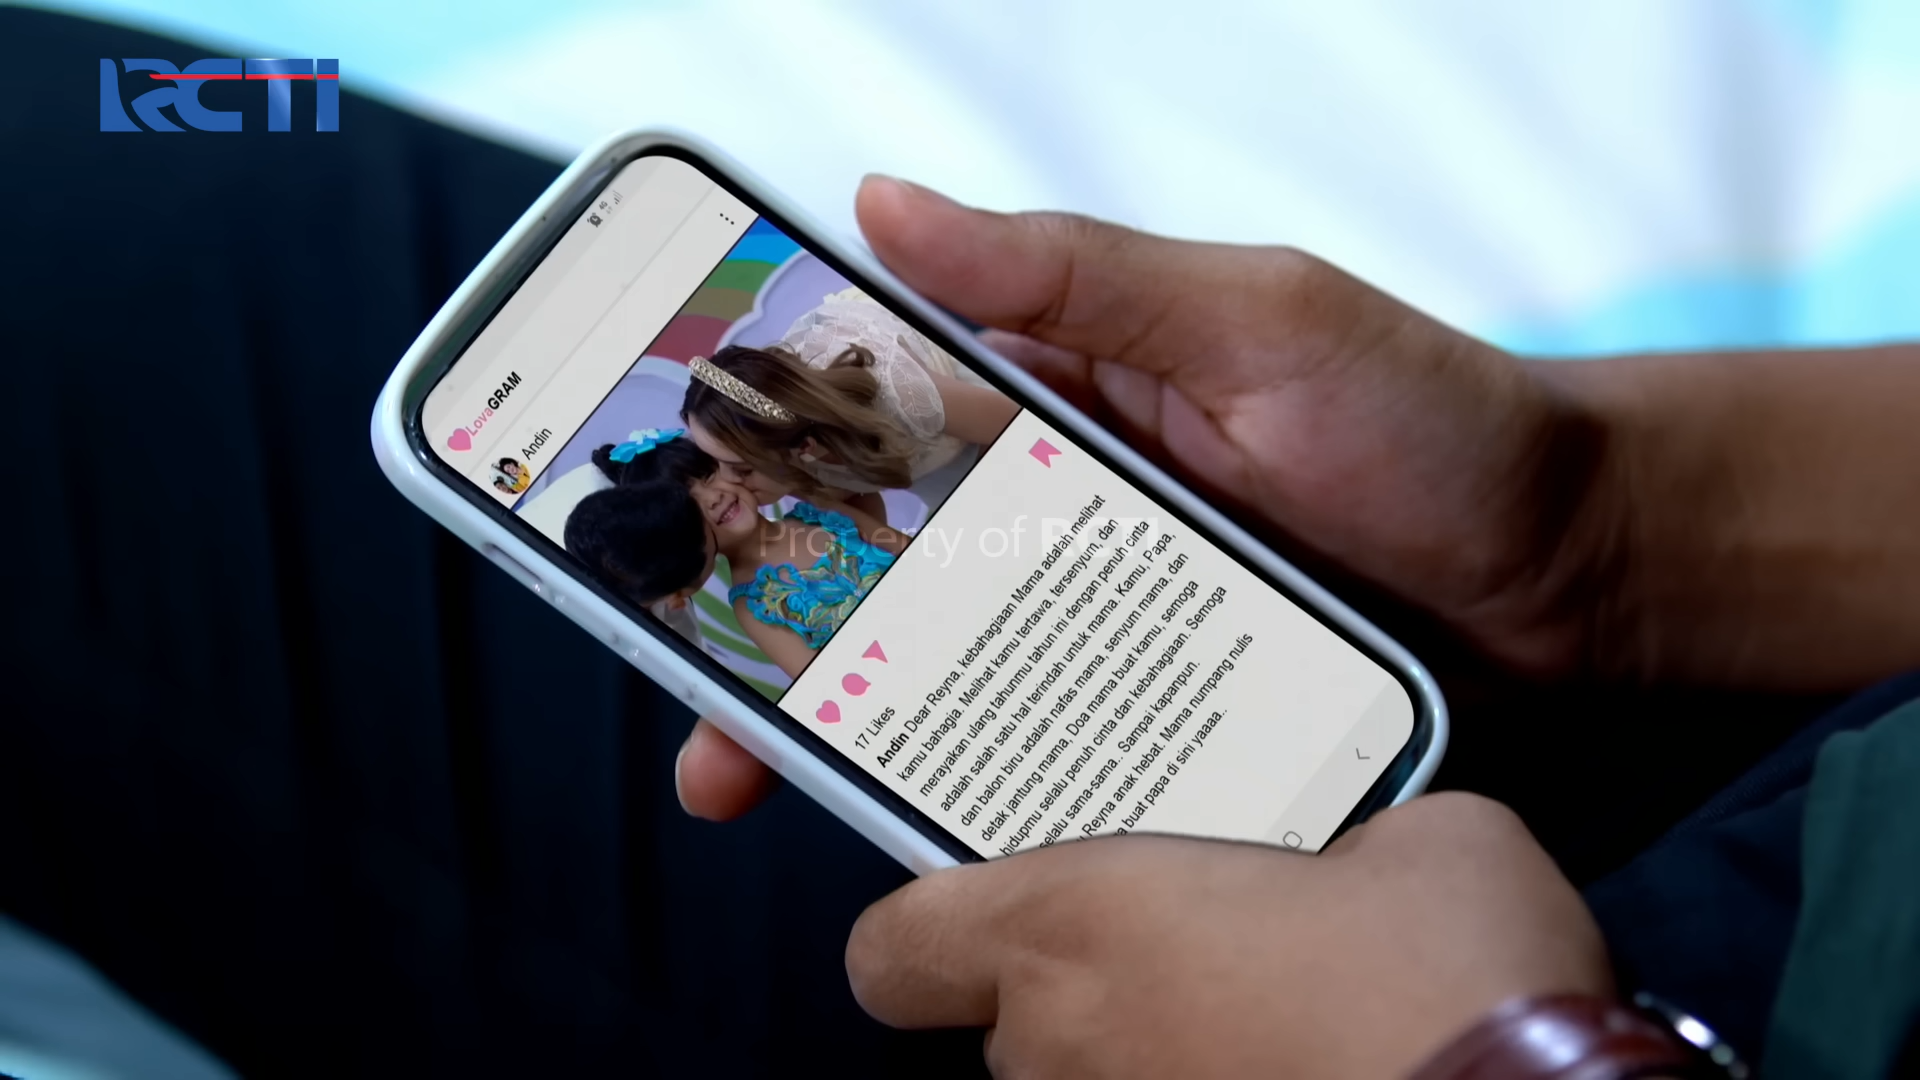 RCTI
4G
LovaGRAM
Andin
Property of RCTI
17 Likes
Andin Dear Reyna, kebahagiaan Mama adalah melihat
kamu bahagia. Melihat kamu tertawa, tersenyum, dan
merayakan ulang tahunmu tahun ini dengan penuh cinta
adalah salah satu hal terindah untuk mama. Kamu, Papa,
dan balon biru adalah nafas mama, senyum mama, dan
detak jantung mama, Doa mama buat kamu, semoga
hidupmu selalu penuh cinta dan kebahagiaan. Semoga
selalu sama-sama.. Sampai kapanpun.
Reyna anak hebat. Mama numpang nulis
buat papa di sini yaaaa..